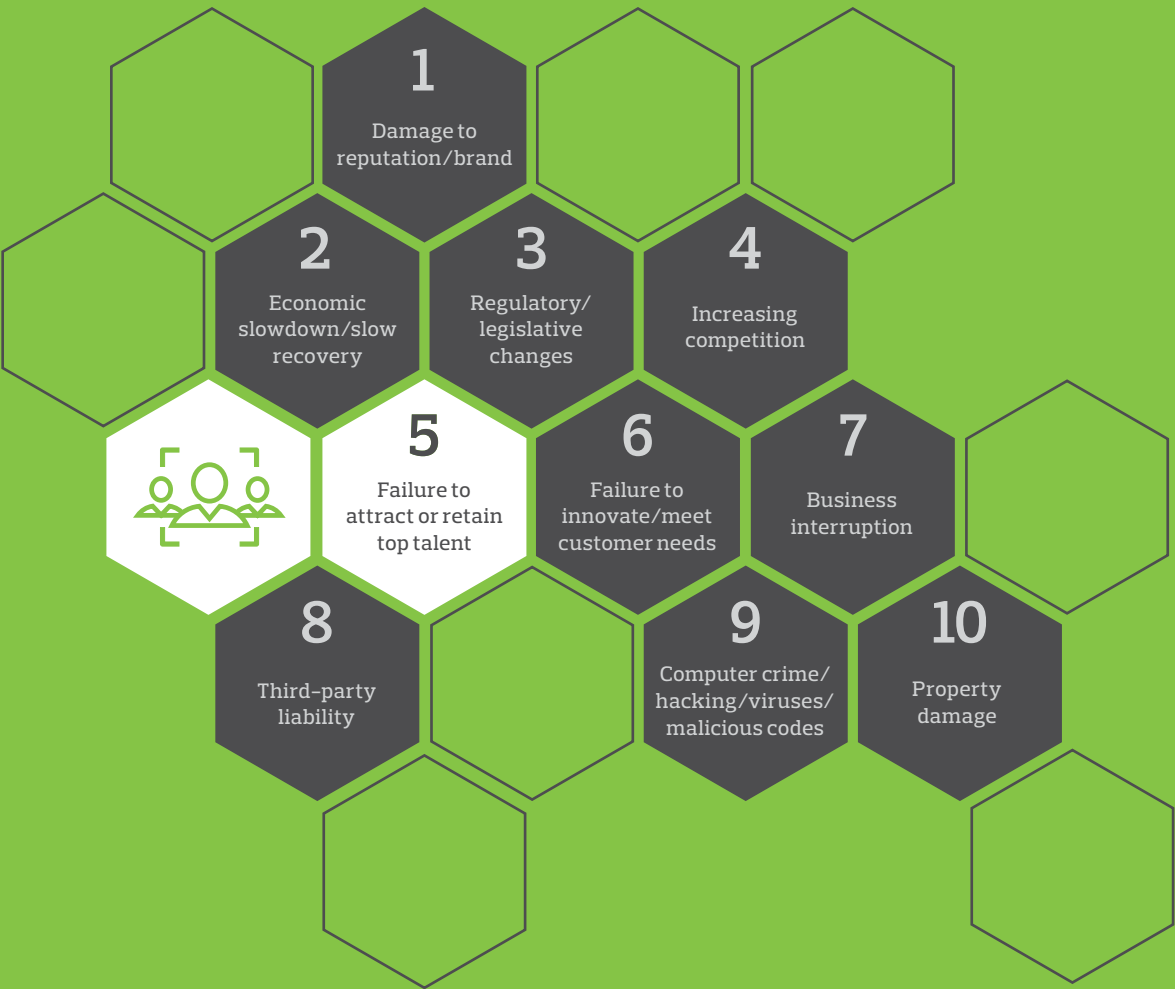 1
Damage to
reputation/brand
2
Economic
slowdown/slow
recovery
3
Regulatory/
legislative
changes
4
Increasing
competition
5
Failure to
attract or retain
top talent
6
Failure to
innovate/meet
customer needs
7
Business
interruption
8
Third-party
liability
9
Computer crime/
hacking/viruses/
malicious codes
10
Property
damage